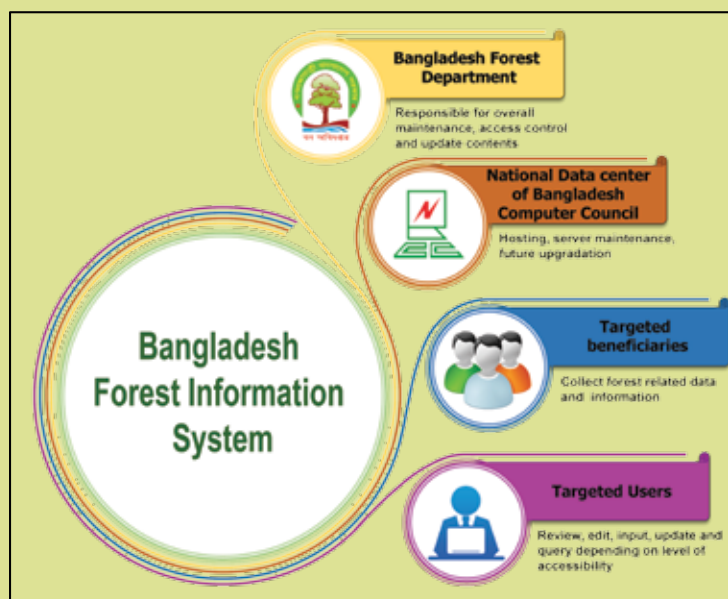 Bangladesh Forest
Department
Responsible for overall
maintenance, access control
and update contents
National Data center
of Bangladesh
Computer Council
Hosting, server maintenance,
future upgradation
Bangladesh
Forest Information
System
Targeted
beneficiaries
Collect forest related data
and information
Targeted Users
Review, edit, input, update and
query depending on level of
accessibility